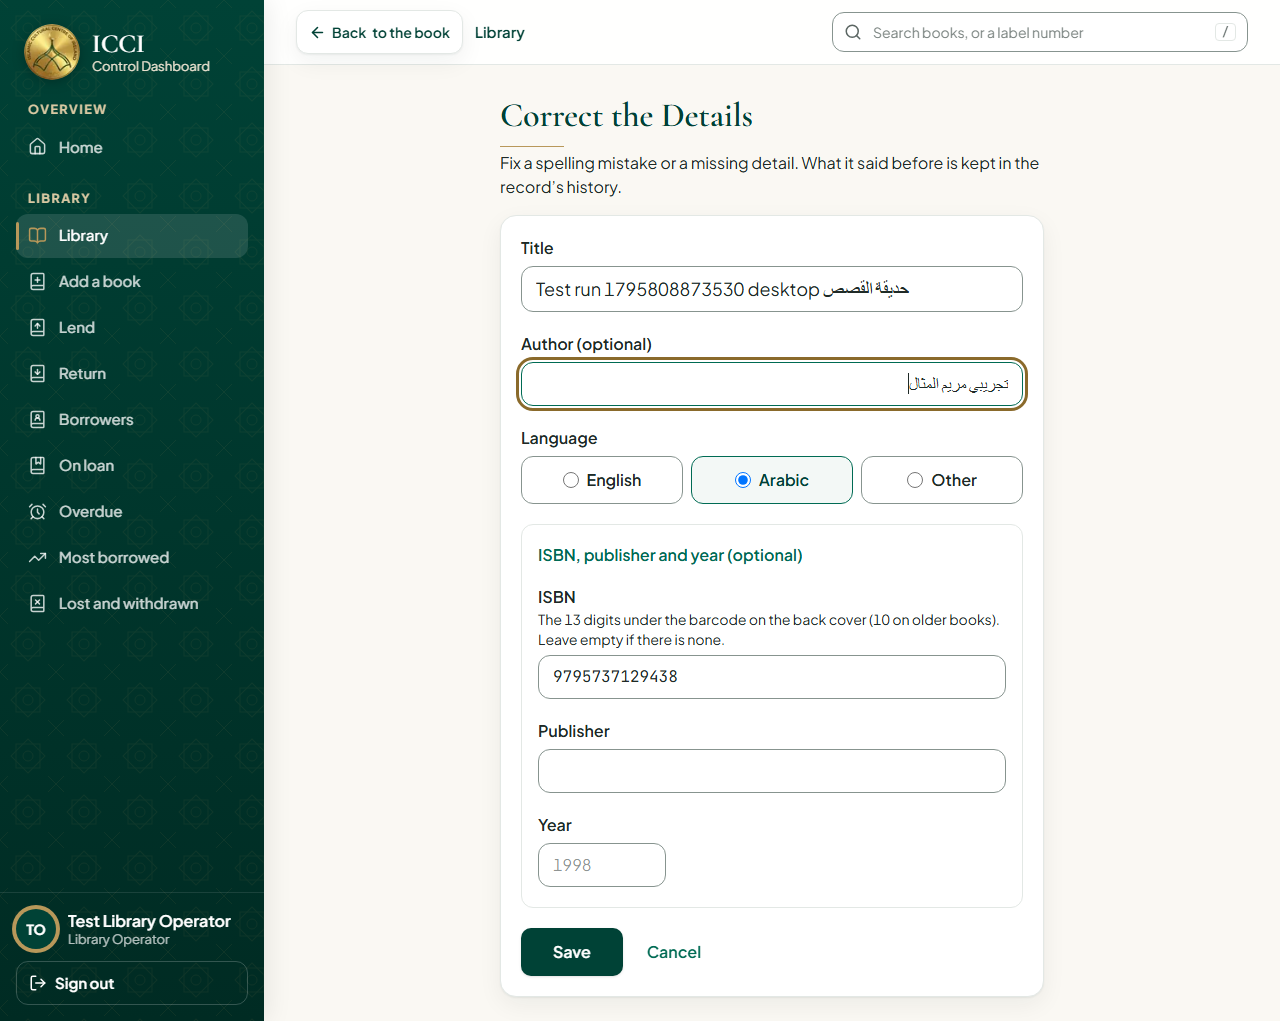 ICCI
Control Dashboard
OVERVIEW
Home
LIBRARY
Library
Add a book
Lend
Return
Borrowers
On loan
Overdue
Most borrowed
Lost and withdrawn
TO
Test Library Operator
Library Operator
Sign out
Back to the book
Library
Search books, or a label number
/
Correct the Details
Fix a spelling mistake or a missing detail. What it said before is kept in the
record’s history.
Title
Test run 1795808873530 desktop حديقة القصص
Author (optional)
تجريبي مريم المثال
Language
English
Arabic
Other
ISBN, publisher and year (optional)
ISBN
The 13 digits under the barcode on the back cover (10 on older books).
Leave empty if there is none.
9795737129438
Publisher
Year
1998
Save
Cancel